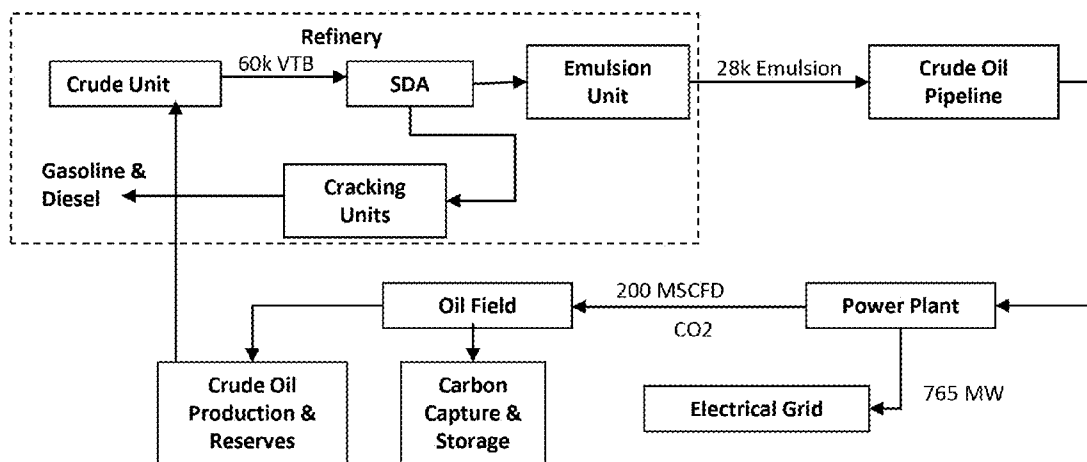 Refinery
60k VTB
Crude Unit
SDA
Emulsion
Unit
28k Emulsion
Crude Oil
Pipeline
Gasoline &
Diesel
Cracking
Units
Oil Field
200 MSCFD
CO2
Power Plant
Crude Oil
Production &
Reserves
Carbon
Capture &
Storage
Electrical Grid
765 MW